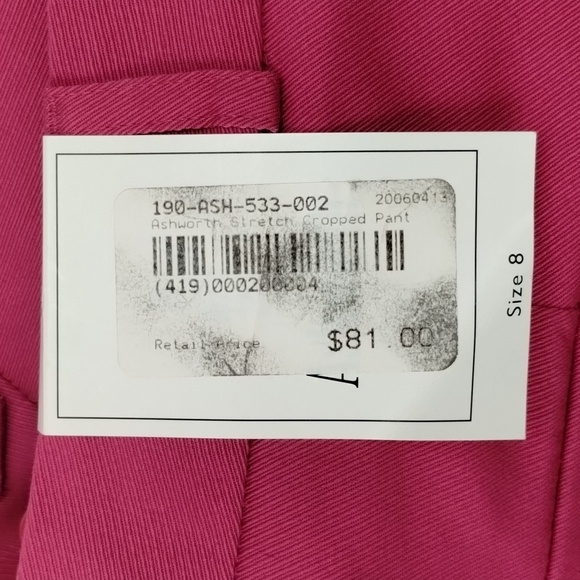 190-ASH-533-002 20060413
Ashworth Stretch Cropped Pant
(419)000200004
Retail Price $81.00
A
Size 8